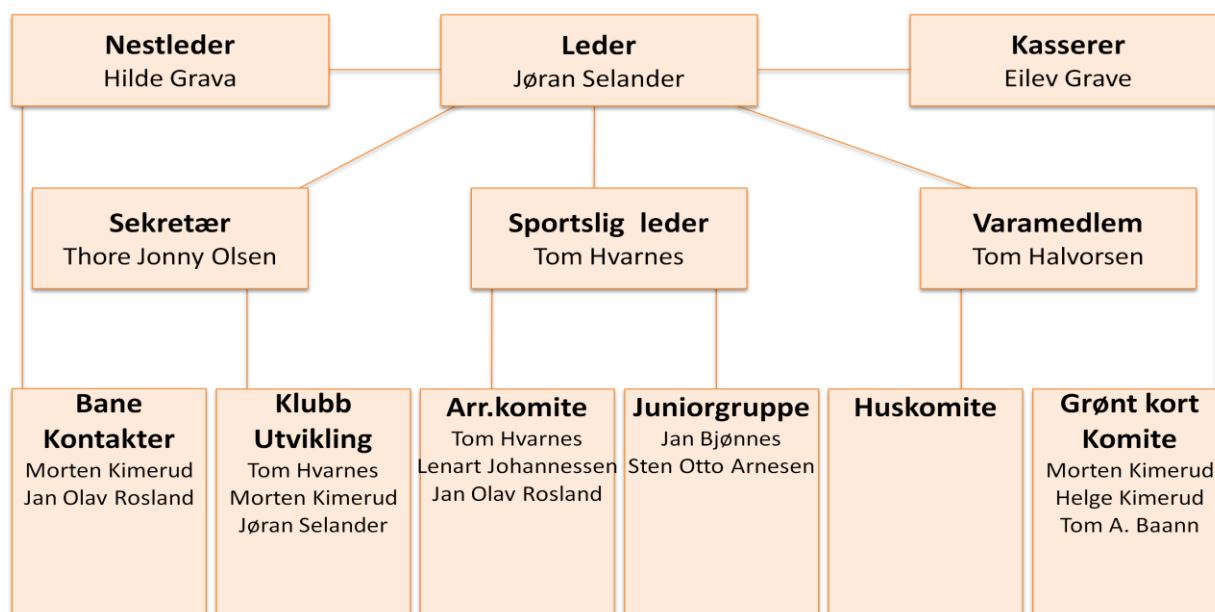 Nestleder
Hilde Grava
Leder
Jøran Selander
Kasserer
Eilev Grave
Sekretær
Thore Jonny Olsen
Sportslig  leder
Tom Hvarnes
Varamedlem
Tom Halvorsen
Bane
Kontakter
Morten Kimerud
Jan Olav Rosland
Klubb
Utvikling
Tom Hvarnes
Morten Kimerud
Jøran Selander
Arr.komite
Tom Hvarnes
Lenart Johannessen
Jan Olav Rosland
Juniorgruppe
Jan Bjønnes
Sten Otto Arnesen
Huskomite
Grønt kort
Komite
Morten Kimerud
Helge Kimerud
Tom A. Baann